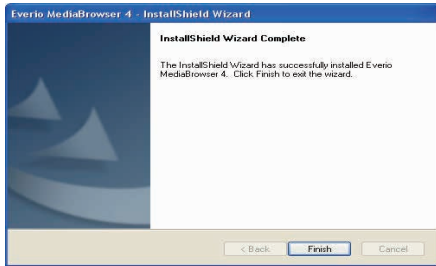 Everio MediaBrowser 4 - InstallShield Wizard
InstallShield Wizard Complete
The InstallShield Wizard has successfully installed Everio
MediaBrowser 4. Click Finish to exit the wizard.
< Back Finish Cancel